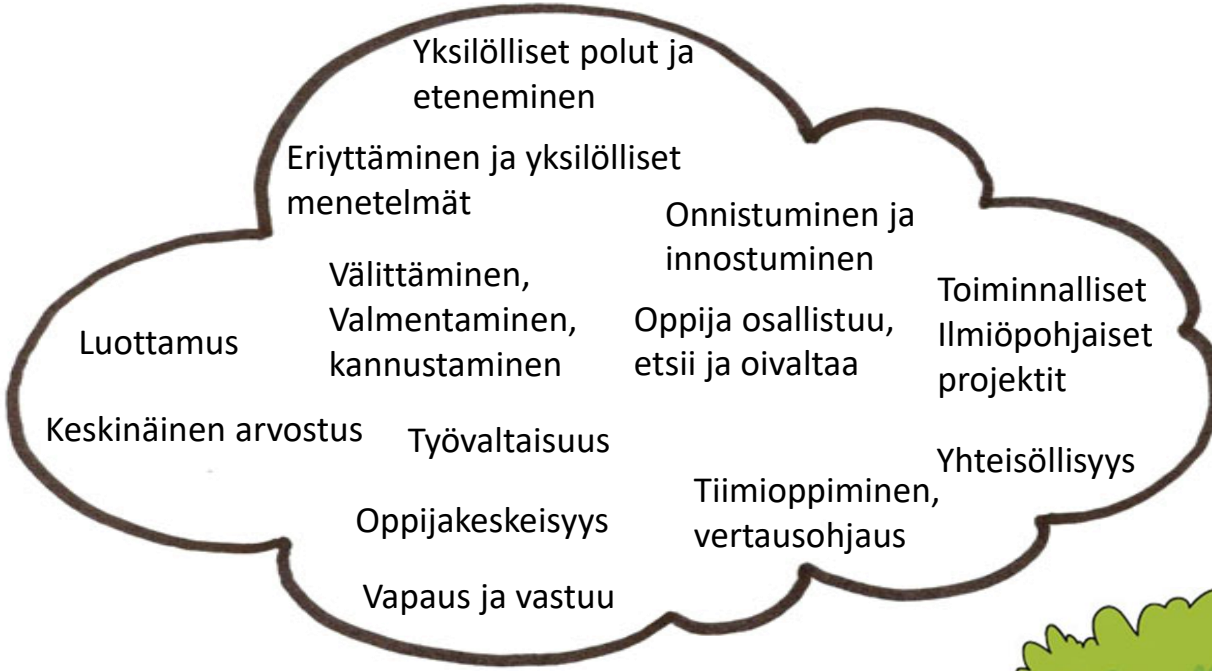 Yksilölliset polut ja
eteneminen
Eriyttäminen ja yksilölliset
menetelmät
Onnistuminen ja
innostuminen
Välittäminen,
Valmentaminen,
kannustaminen
Oppija osallistuu,
etsii ja oivaltaa
Toiminnalliset
Ilmiöpohjaiset
projektit
Luottamus
Keskinäinen arvostus
Työvaltaisuus
Yhteisöllisyys
Tiimioppiminen,
vertausohjaus
Oppijakeskeisyys
Vapaus ja vastuu